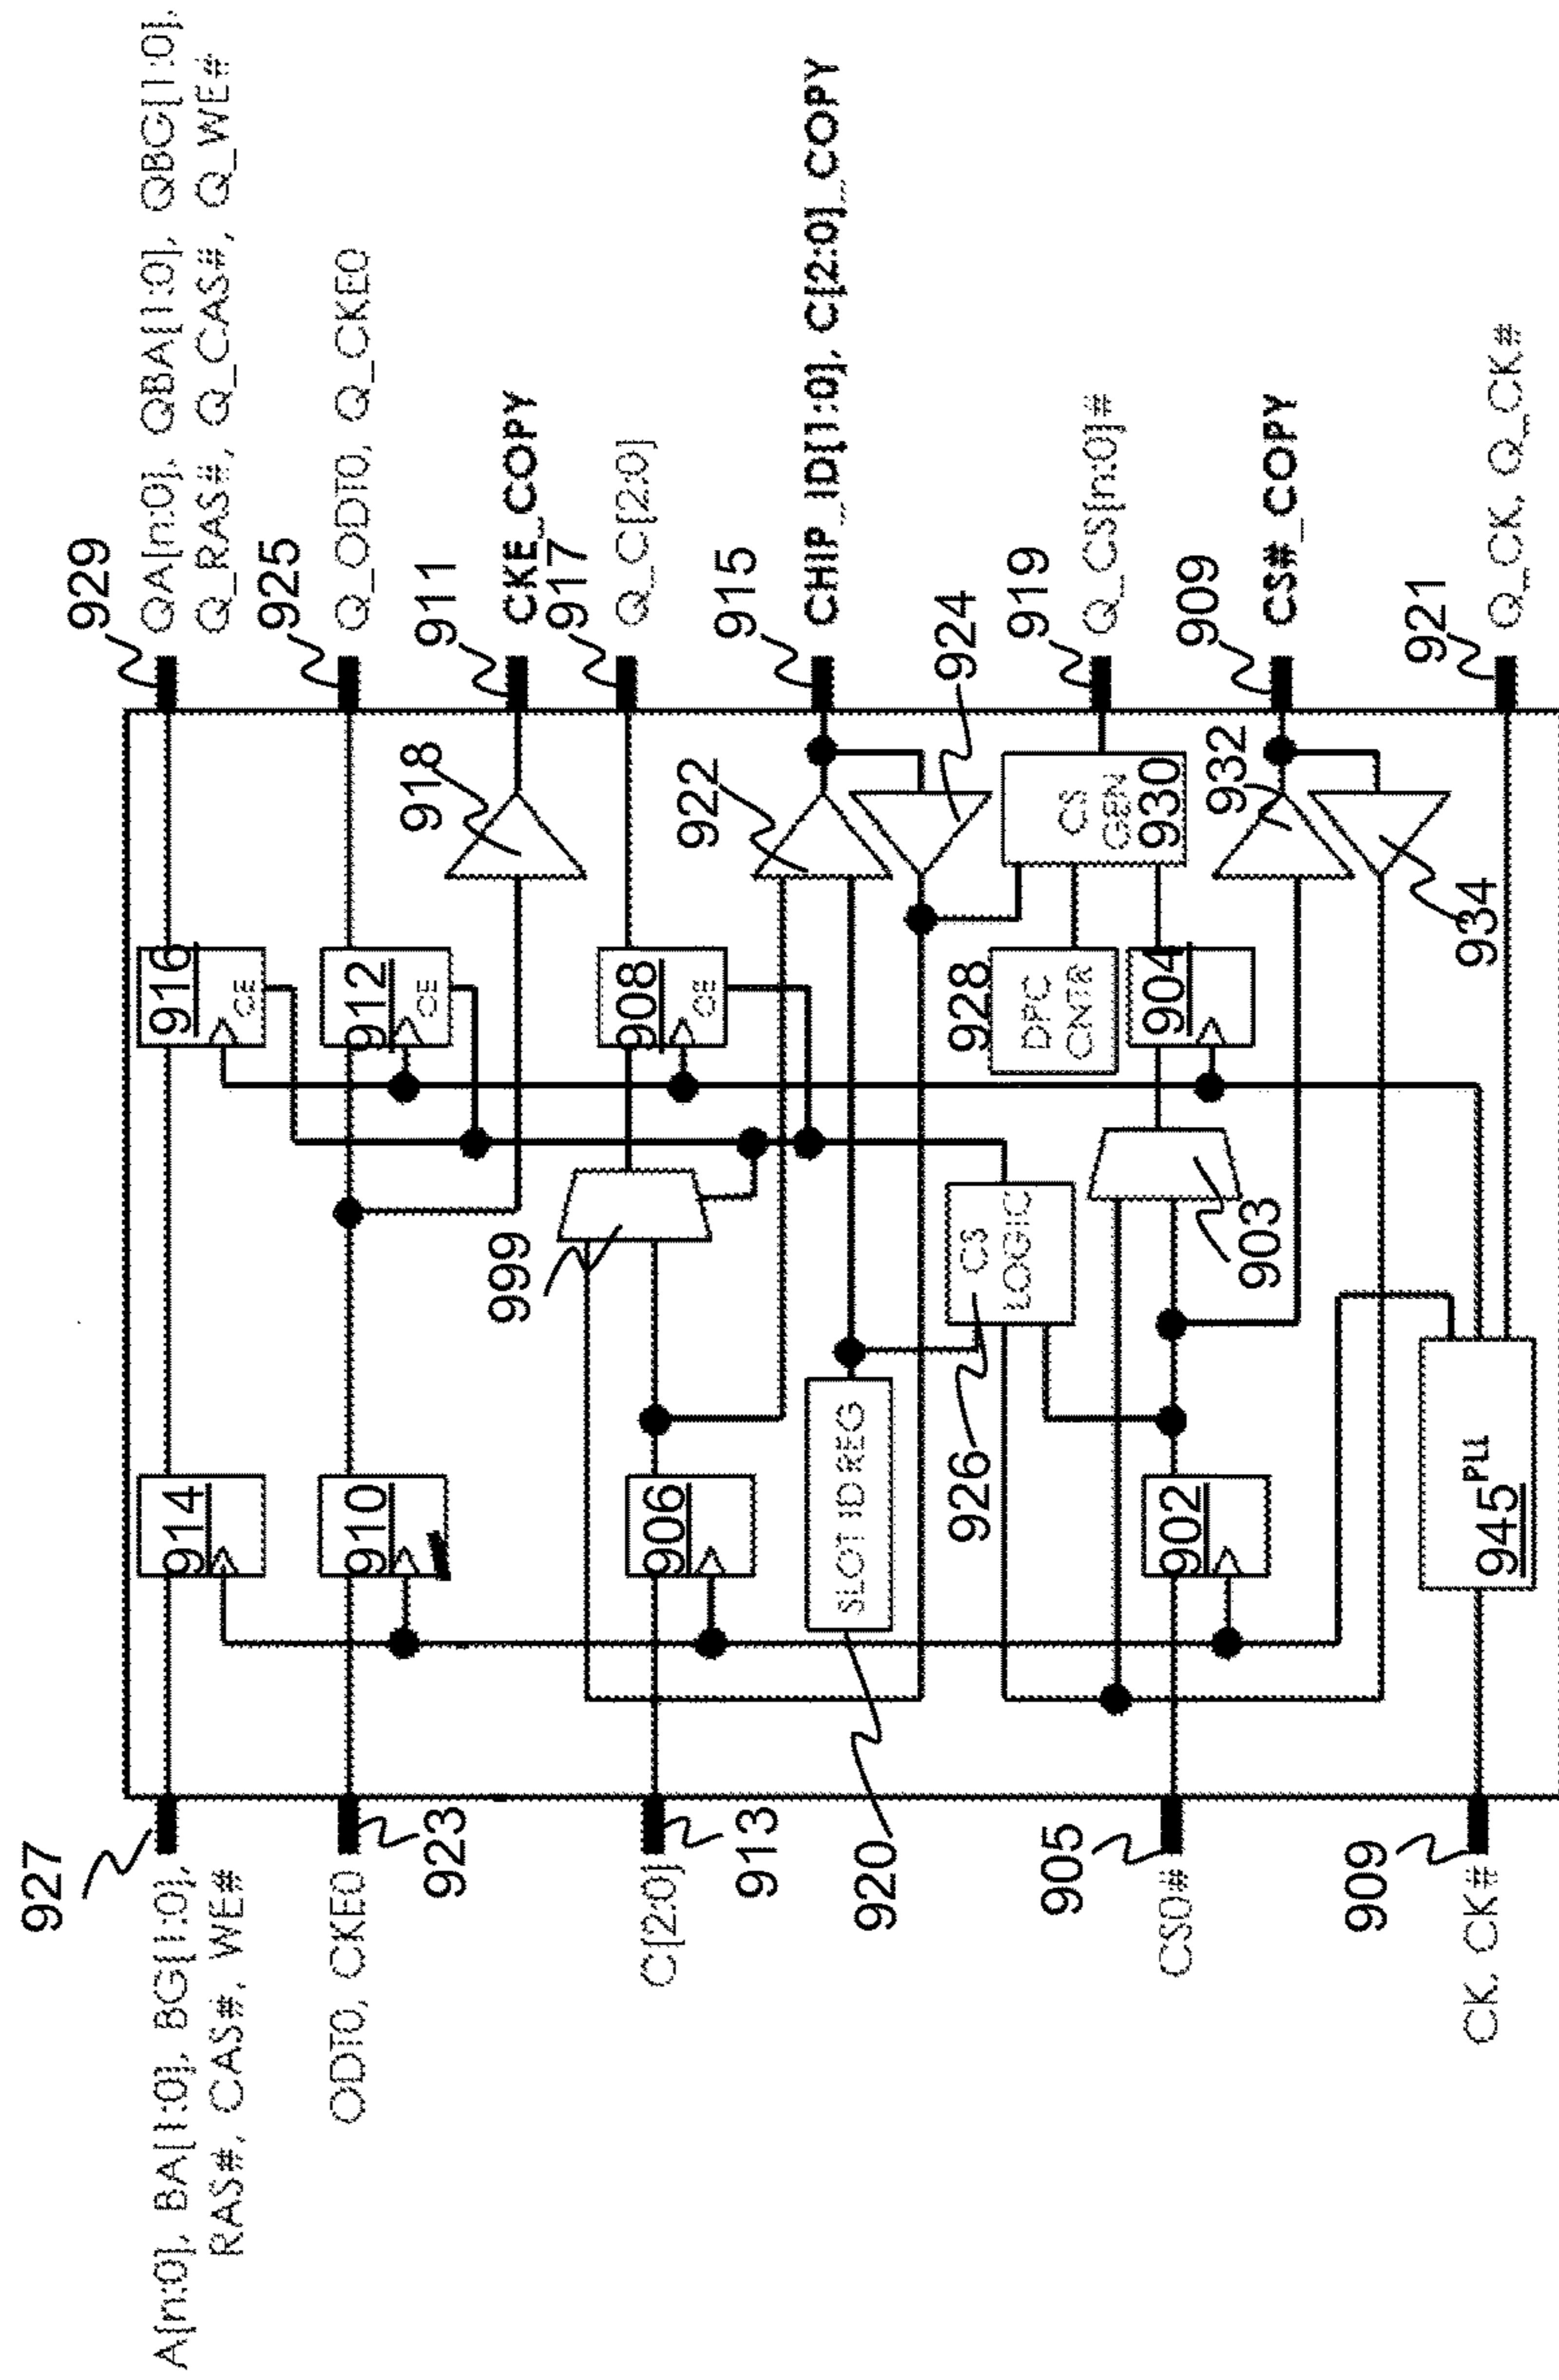 929
QA[n:0], QBA[1:0], QBG[1:0],
Q_RAS#, Q_CAS#, Q_WE#
925
Q_ODT0, Q_CKE0
911
CKE_COPY
917
Q_C[2:0]
915
CHIP_ID[1:0], C[2:0]_COPY
924
919
Q_CS[n:0]#
909
CS#_COPY
921
Q_CK, Q_CK#
918
922
CS
GEN
930
932
934
916
CE
912
CE
908
CE
928
DPC
CNTR
904
999
CS
LOGIC
926
903
914
910
906
SLOT ID REG
902
PLL
945
927
A[n:0], BA[1:0], BG[1:0],
RAS#, CAS#, WE#
923
ODT0, CKE0
913
C[2:0]
920
905
CS0#
909
CK, CK#